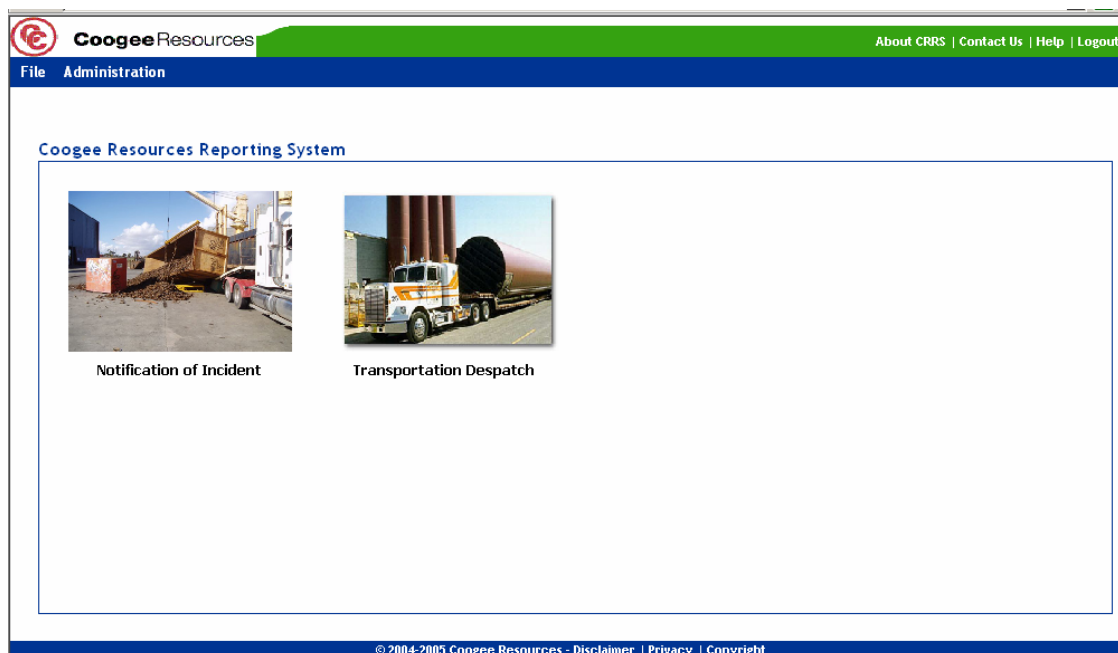 CoogeeResources
About CRRS | Contact Us | Help | Logout
File Administration
Coogee Resources Reporting System
Notification of Incident Transportation Despatch
© 2004-2005 Coogee Resources - Disclaimer | Privacy | Copyright